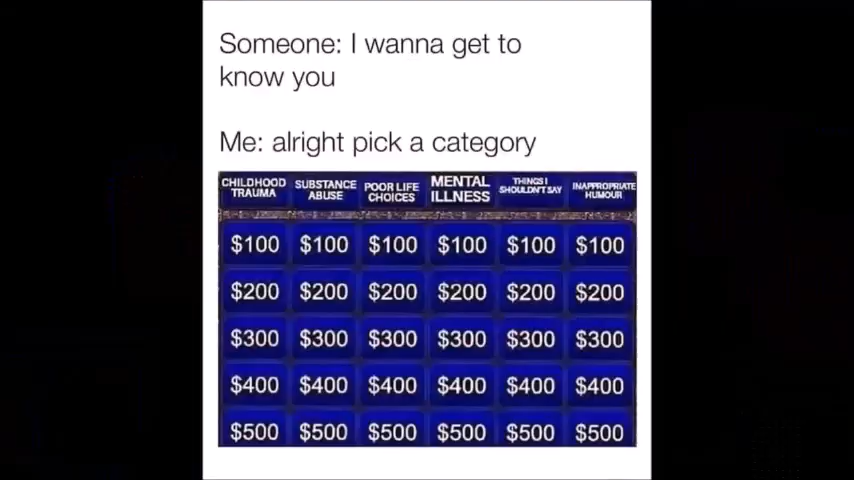 Someone: I wanna get to
know you
Me: alright pick a category
CHILDHOOD TRAUMA SUBSTANCE ABUSE POOR LIFE CHOICES MENTAL ILLNESS THINGS I SHOULDN'T SAY INAPPROPRIATE HUMOUR
$100 $100 $100 $100 $100 $100
$200 $200 $200 $200 $200 $200
$300 $300 $300 $300 $300 $300
$400 $400 $400 $400 $400 $400
$500 $500 $500 $500 $500 $500